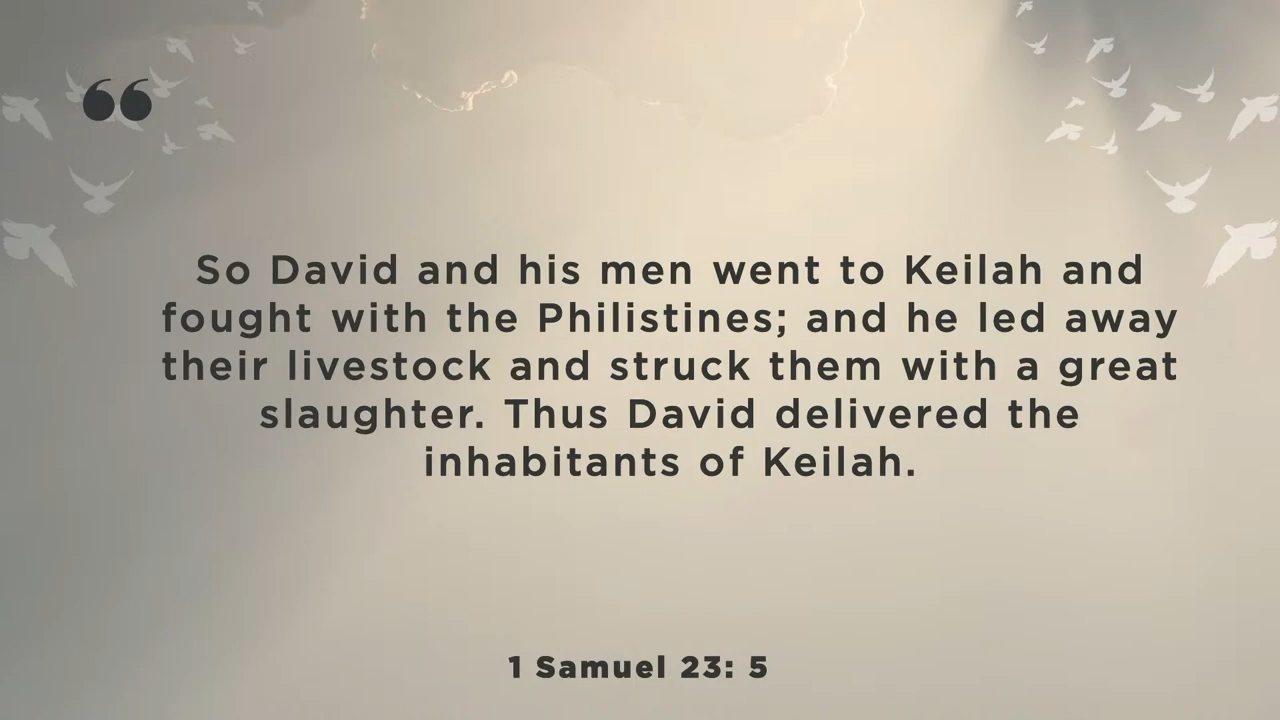 “
So David and his men went to Keilah and
fought with the Philistines; and he led away
their livestock and struck them with a great
slaughter. Thus David delivered the
inhabitants of Keilah.
1 Samuel 23: 5